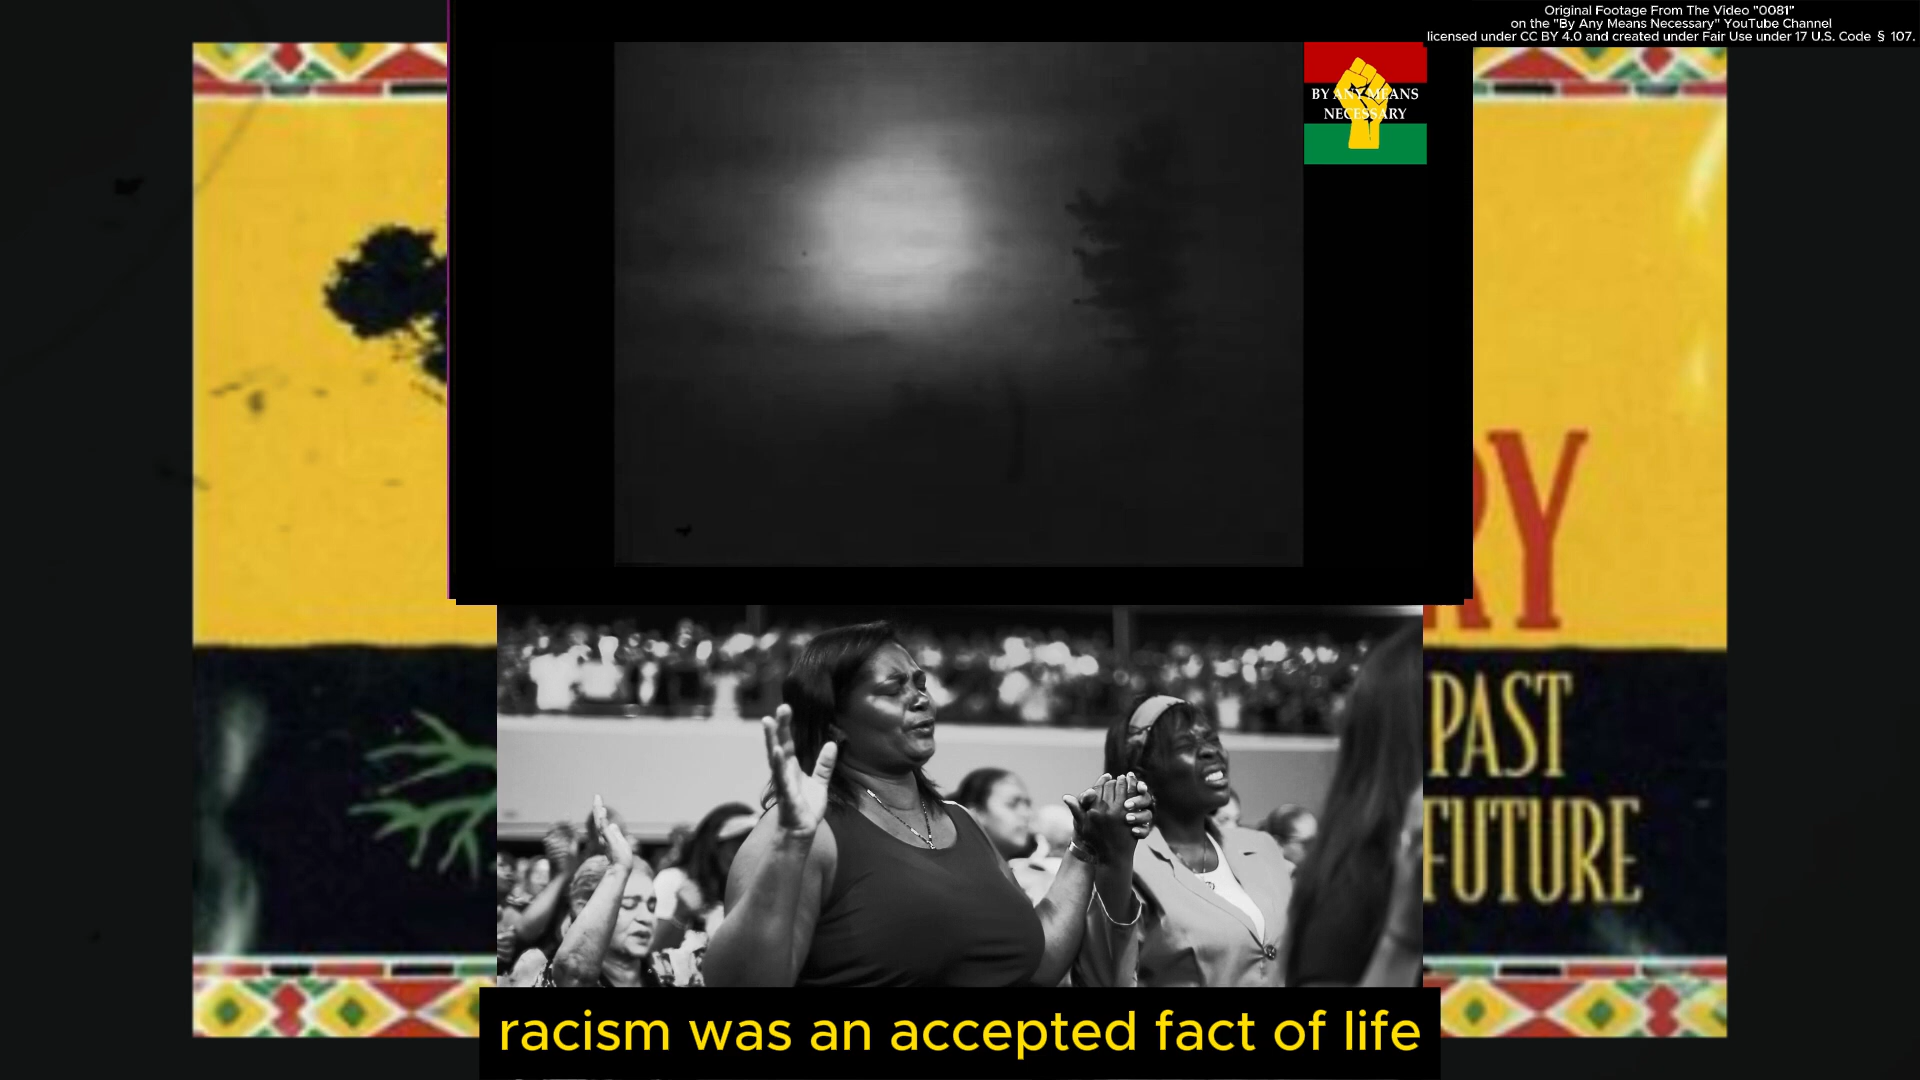 Original Footage From The Video "0081"
on the "By Any Means Necessary" YouTube Channel
licensed under CC BY 4.0 and created under Fair Use under 17 U.S. Code § 107.
BY ANY MEANS
NECESSARY
RY
PAST
FUTURE
racism was an accepted fact of life